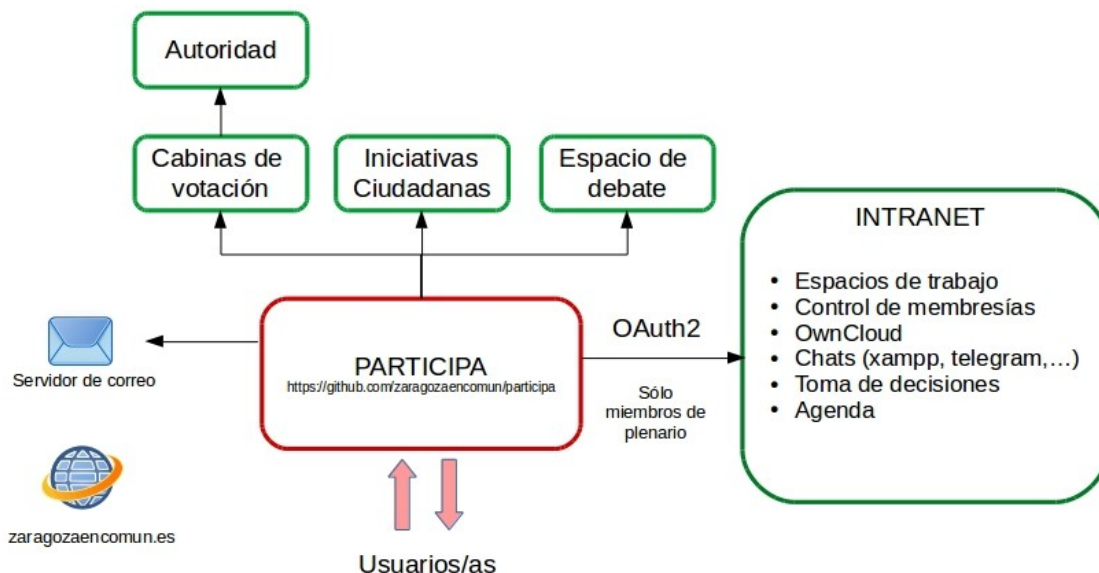 Autoridad
Cabinas de
votación
Iniciativas
Ciudadanas
Espacio de
debate
INTRANET
• Espacios de trabajo
• Control de membresías
• OwnCloud
• Chats (xampp, telegram,...)
• Toma de decisiones
• Agenda
OAuth2
Sólo
miembros de
plenario
PARTICIPA
https://github.com/zaragozaencomun/participa
Servidor de correo
zaragozaencomun.es
Usuarios/as